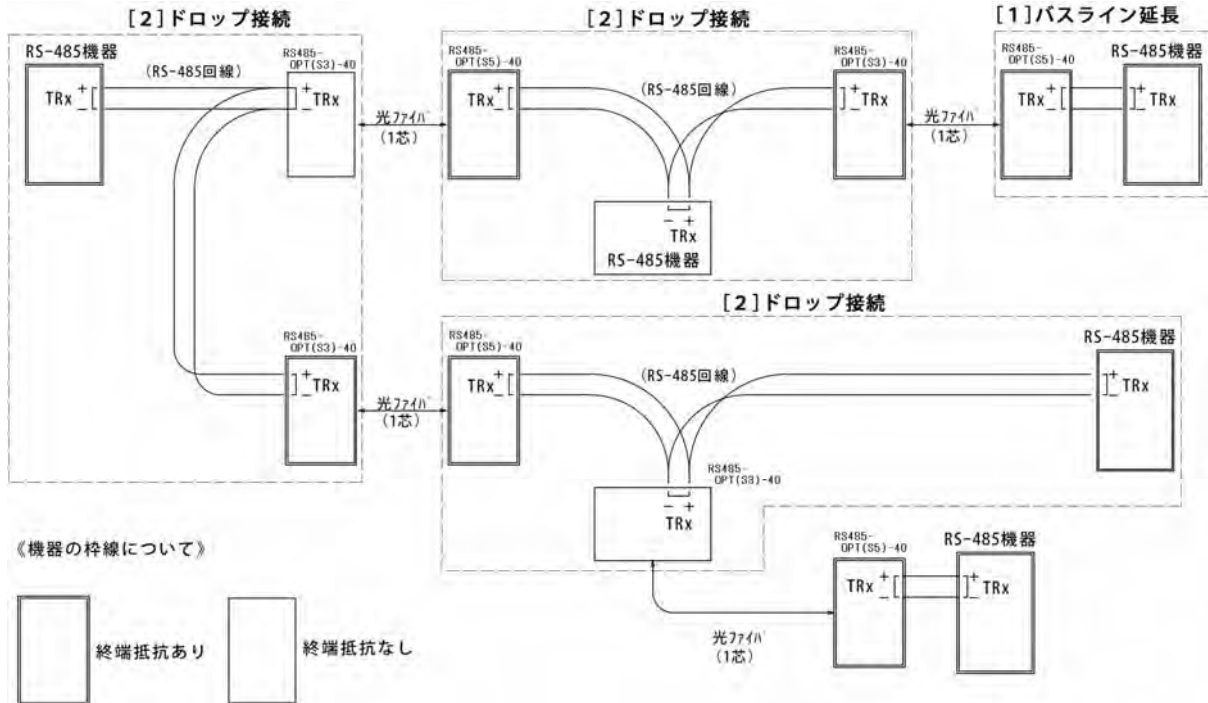 [2]ドロップ接続
RS-485機器
TRx
+
−
(RS-485回線)
RS485-
OPT(S3)-40
+
−
TRx
光ファイバ
(1芯)
RS485-
OPT(S3)-40
+
−
TRx
光ファイバ
(1芯)
[2]ドロップ接続
RS485-
OPT(S5)-40
TRx
+
−
(RS-485回線)
RS485-
OPT(S3)-40
+
−
TRx
− +
TRx
RS-485機器
光ファイバ
(1芯)
[1]バスライン延長
RS485-
OPT(S5)-40
TRx
+
−
RS-485機器
+
−
TRx
[2]ドロップ接続
RS485-
OPT(S5)-40
TRx
+
−
(RS-485回線)
RS-485機器
+
−
TRx
RS485-
OPT(S3)-40
− +
TRx
光ファイバ
(1芯)
RS485-
OPT(S5)-40
TRx
+
−
RS-485機器
+
−
TRx
《機器の枠線について》
終端抵抗あり
終端抵抗なし